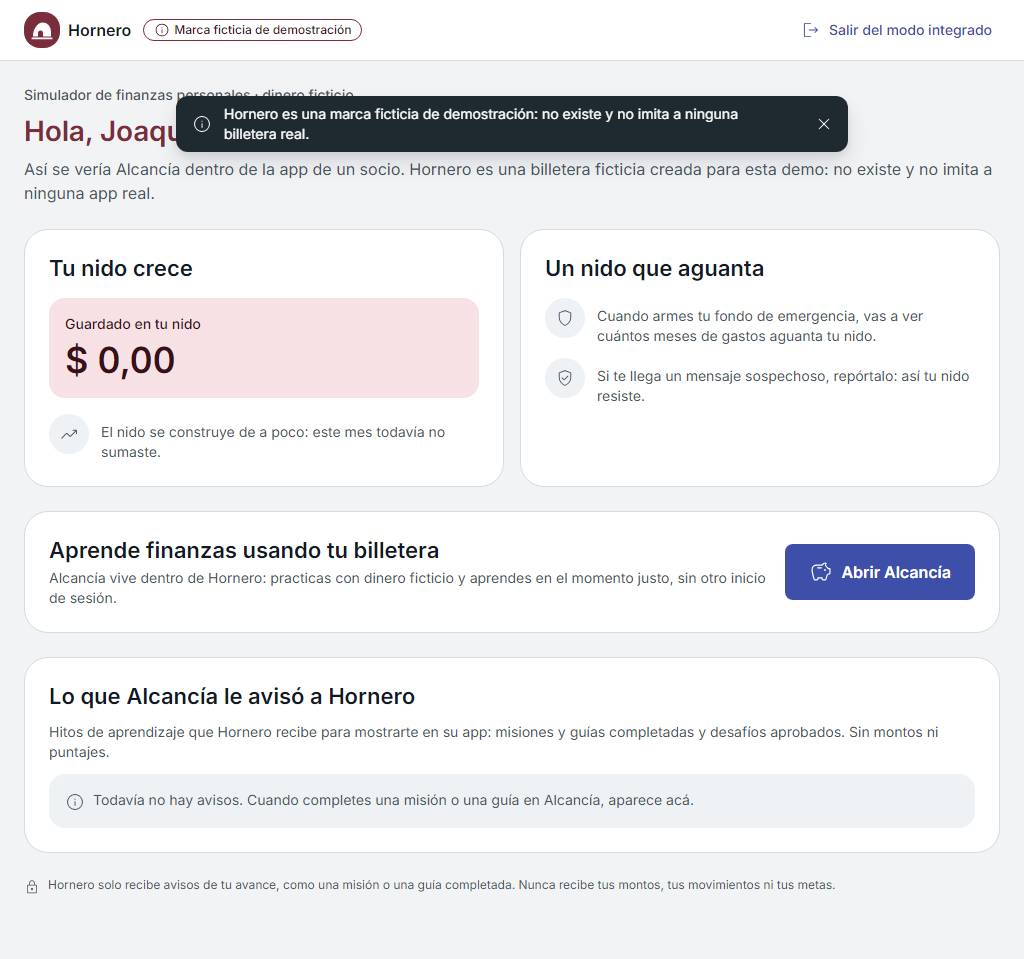 Hornero
Marca ficticia de demostración
Salir del modo integrado
Simulador de finanzas personales · dinero ficticio
Hornero es una marca ficticia de demostración: no existe y no imita a ninguna
billetera real.
Hola,
Así se vería Alcancía dentro de la app de un socio. Hornero es una billetera ficticia creada para esta demo: no existe y no imita a
ninguna app real.
Tu nido crece
Guardado en tu nido
$ 0,00
El nido se construye de a poco: este mes todavía no
sumaste.
Un nido que aguanta
Cuando armes tu fondo de emergencia, vas a ver
cuántos meses de gastos aguanta tu nido.
Si te llega un mensaje sospechoso, repórtalo: así tu nido
resiste.
Aprende finanzas usando tu billetera
Alcancía vive dentro de Hornero: practicas con dinero ficticio y aprendes en el momento justo, sin otro inicio
de sesión.
Abrir Alcancía
Lo que Alcancía le avisó a Hornero
Hitos de aprendizaje que Hornero recibe para mostrarte en su app: misiones y guías completadas y desafíos aprobados. Sin montos ni
puntajes.
Todavía no hay avisos. Cuando completes una misión o una guía en Alcancía, aparece acá.
Hornero solo recibe avisos de tu avance, como una misión o una guía completada. Nunca recibe tus montos, tus movimientos ni tus metas.